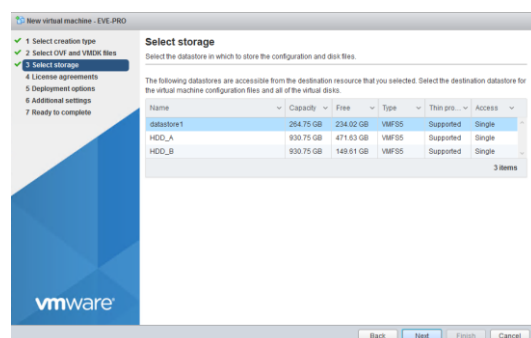 New virtual machine - EVE-PRO
1 Select creation type
2 Select OVF and VMDK files
3 Select storage
4 License agreements
5 Deployment options
6 Additional settings
7 Ready to complete
vmware
Select storage
Select the datastore in which to store the configuration and disk files.
The following datastores are accessible from the destination resource that you selected. Select the destination datastore for
the virtual machine configuration files and all of the virtual disks.
Name Capacity Free Type Thin pro... Access
datastore1 264.75 GB 234.02 GB VMFS5 Supported Single
HDD_A 930.75 GB 471.63 GB VMFS5 Supported Single
HDD_B 930.75 GB 149.61 GB VMFS5 Supported Single
3 items
Back Next Finish Cancel